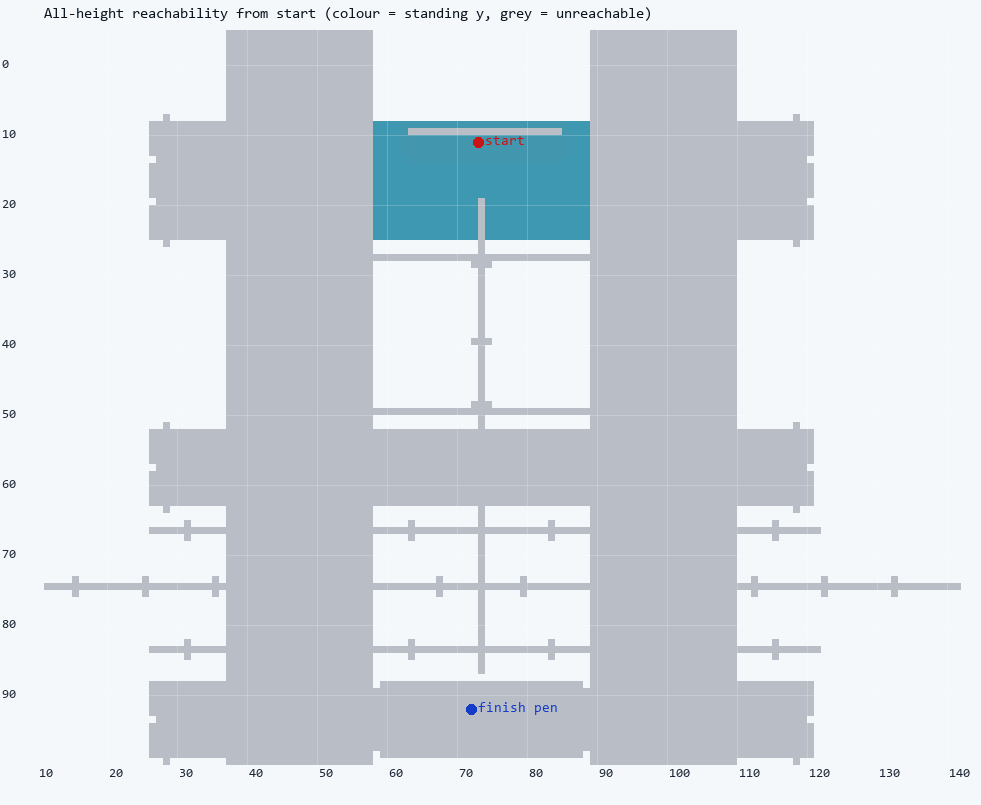 All-height reachability from start (colour = standing y, grey = unreachable)
0
10
start
20
30
40
50
60
70
80
90
finish pen
10 20 30 40 50 60 70 80 90 100 110 120 130 140